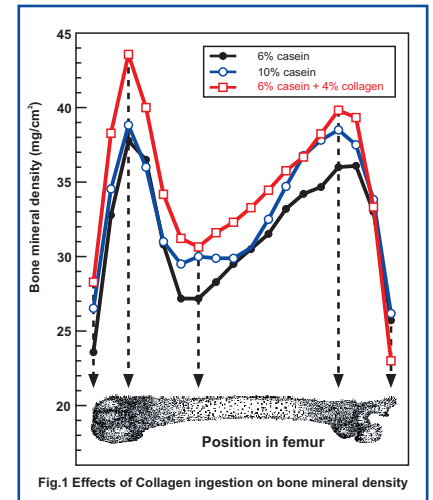 45
40
35
30
25
20
Bone mineral density (mg/cm²)
6% casein
10% casein
6% casein + 4% collagen
Position in femur
Fig.1 Effects of Collagen ingestion on bone mineral density